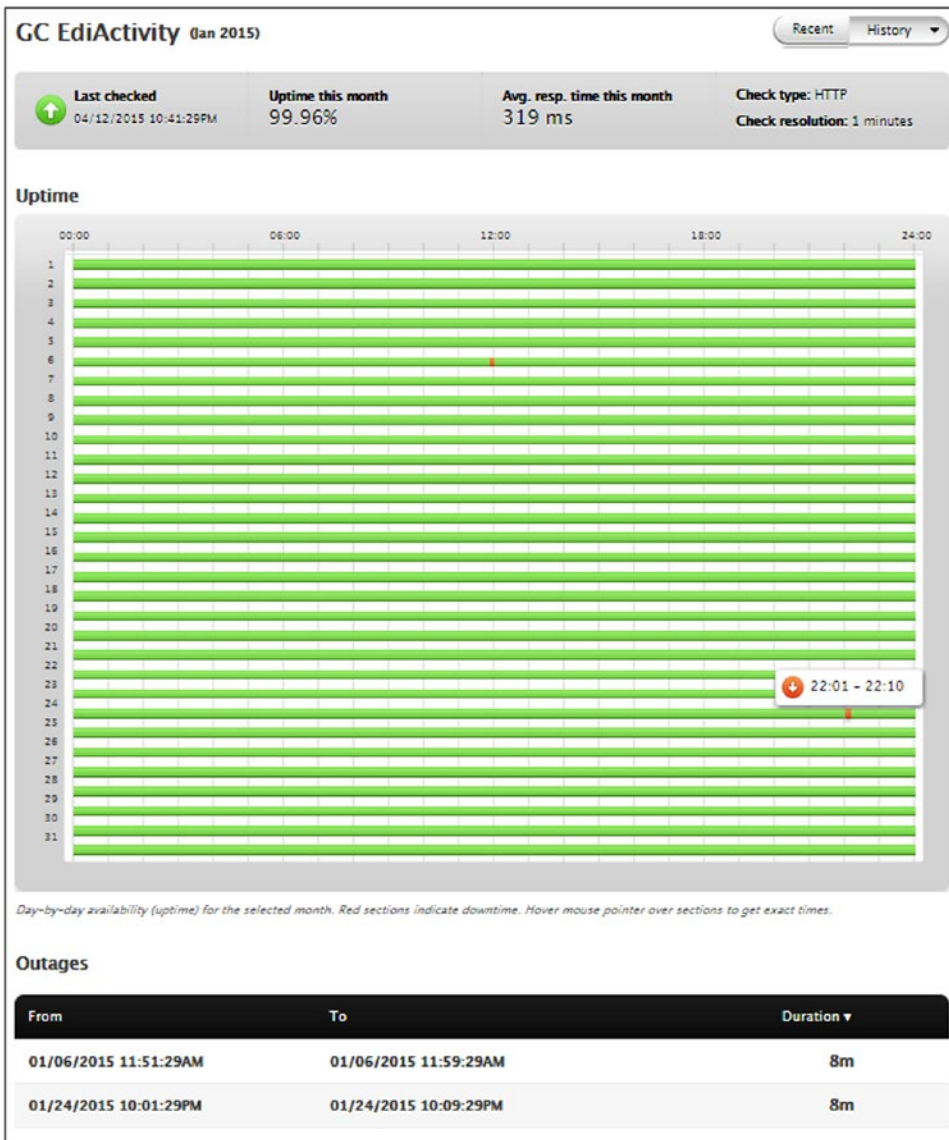 GC EdiActivity (Jan 2015)
Recent History
Last checked
04/12/2015 10:41:29PM
Uptime this month
99.96%
Avg. resp. time this month
319 ms
Check type: HTTP
Check resolution: 1 minutes
Uptime
00:00 06:00 12:00 18:00 24:00
1
2
3
4
5
6
7
8
9
10
11
12
13
14
15
16
17
18
19
20
21
22
23
22:01 - 22:10
24
25
26
27
28
29
30
31
Day-by-day availability (uptime) for the selected month. Red sections indicate downtime. Hover mouse pointer over sections to get exact times.
Outages
From To Duration
01/06/2015 11:51:29AM 01/06/2015 11:59:29AM 8m
01/24/2015 10:01:29PM 01/24/2015 10:09:29PM 8m